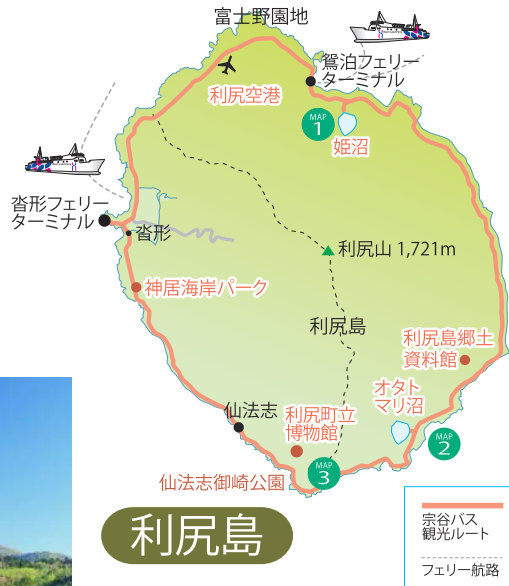 富士野園地
鴛泊フェリー
ターミナル
利尻空港
MAP
1
姫沼
沓形フェリー
ターミナル
沓形
利尻山 1,721m
神居海岸パーク
利尻島
利尻島郷土
資料館
オタト
マリ沼
仙法志
利尻町立
博物館
MAP
2
MAP
3
仙法志御崎公園
利尻島
宗谷バス
観光ルート
フェリー航路